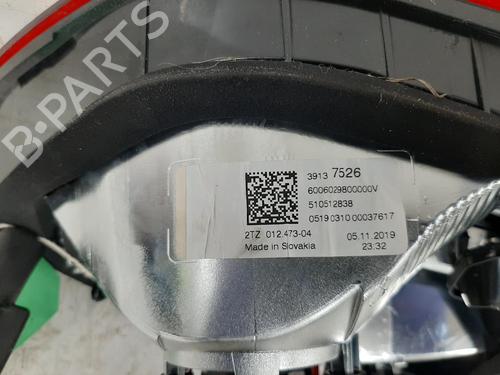 B-PARTS
3913 7526
6006029800000V
510512838
0519 0310 00037617
2TZ 012.473-04
05.11.2019
Made in Slovakia
23:32